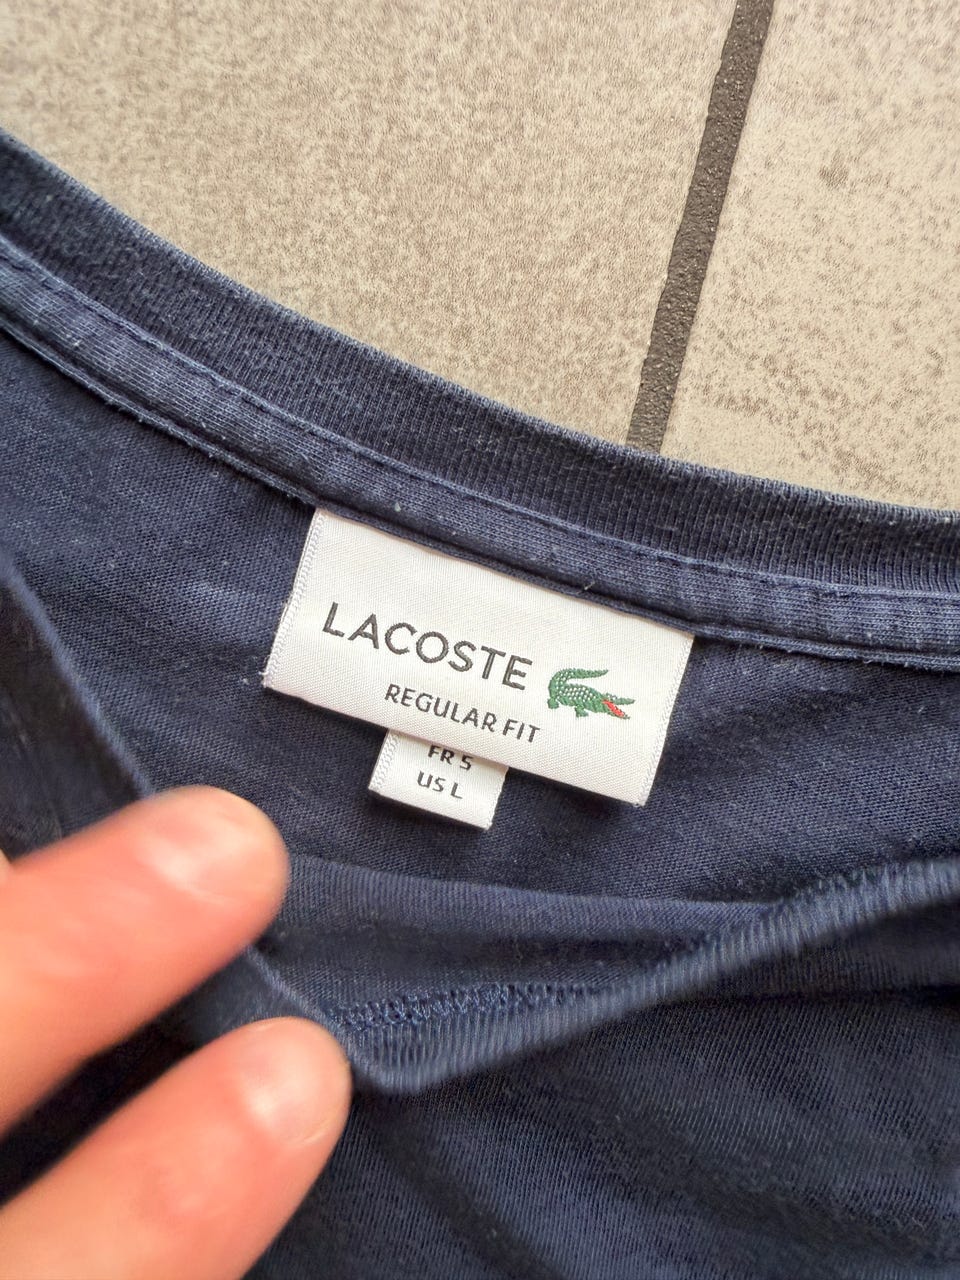 LACOSTE
REGULAR FIT
FR 5
US L